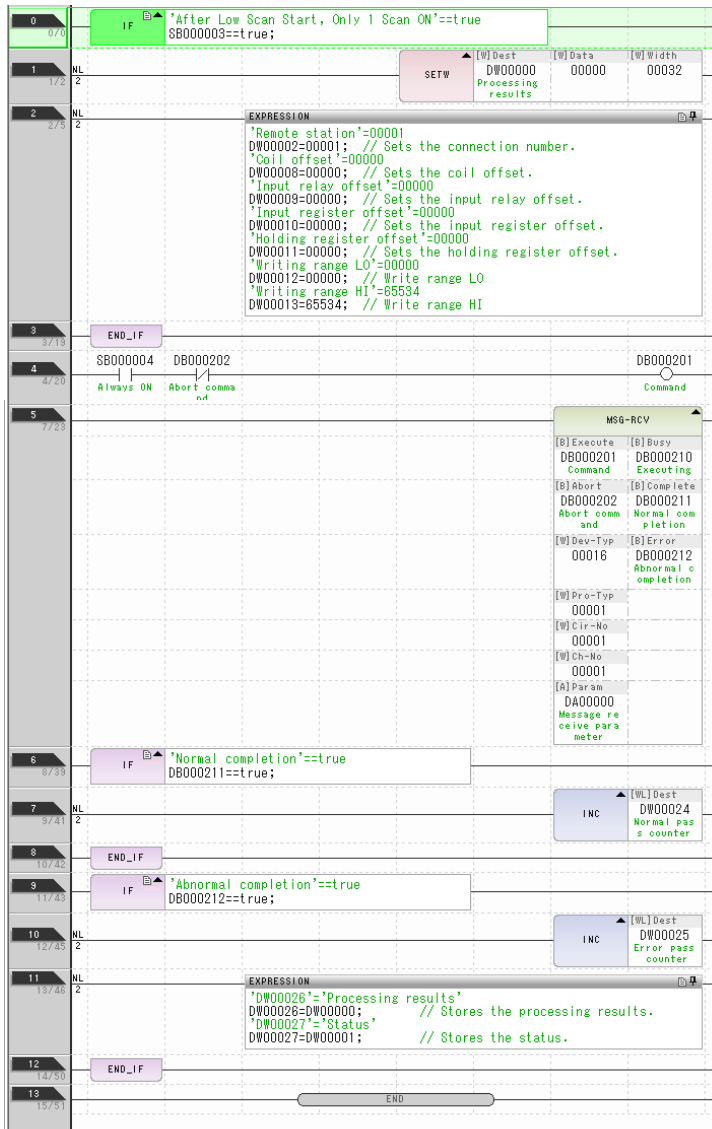 0
0/0
IF
'After Low Scan Start, Only 1 Scan ON'==true
SB000003==true;
1
1/2
NL
2
SETW
[W]Dest [W]Data [W]Width
DW00000 00000 00032
Processing
results
2
2/5
NL
2
EXPRESSION
'Remote station'=00001
DW00002=00001; // Sets the connection number.
'Coil offset'=00000
DW00008=00000; // Sets the coil offset.
'Input relay offset'=00000
DW00009=00000; // Sets the input relay offset.
'Input register offset'=00000
DW00010=00000; // Sets the input register offset.
'Holding register offset'=00000
DW00011=00000; // Sets the holding register offset.
'Writing range LO'=00000
DW00012=00000; // Write range LO
'Writing range HI'=65534
DW00013=65534; // Write range HI
3
3/19
END_IF
4
4/20
SB000004 DB000202 DB000201
Always ON Abort comma Command
nd
5
7/23
MSG-RCV
[B]Execute [B]Busy
DB000201 DB000210
Command Executing
[B]Abort [B]Complete
DB000202 DB000211
Abort comm Normal com
and pletion
[W]Dev-Typ [B]Error
00016 DB000212
Abnormal c
ompletion
[W]Pro-Typ
00001
[W]Cir-No
00001
[W]Ch-No
00001
[A]Param
DA00000
Message re
ceive para
meter
6
8/39
IF
'Normal completion'==true
DB000211==true;
7
9/41
NL
2
INC
[WL]Dest
DW00024
Normal pas
s counter
8
10/42
END_IF
9
11/43
IF
'Abnormal completion'==true
DB000212==true;
10
12/45
NL
2
INC
[WL]Dest
DW00025
Error pass
counter
11
13/46
NL
2
EXPRESSION
'DW00026'='Processing results'
DW00026=DW00000; // Stores the processing results.
'DW00027'='Status'
DW00027=DW00001; // Stores the status.
12
14/50
END_IF
13
15/51
END